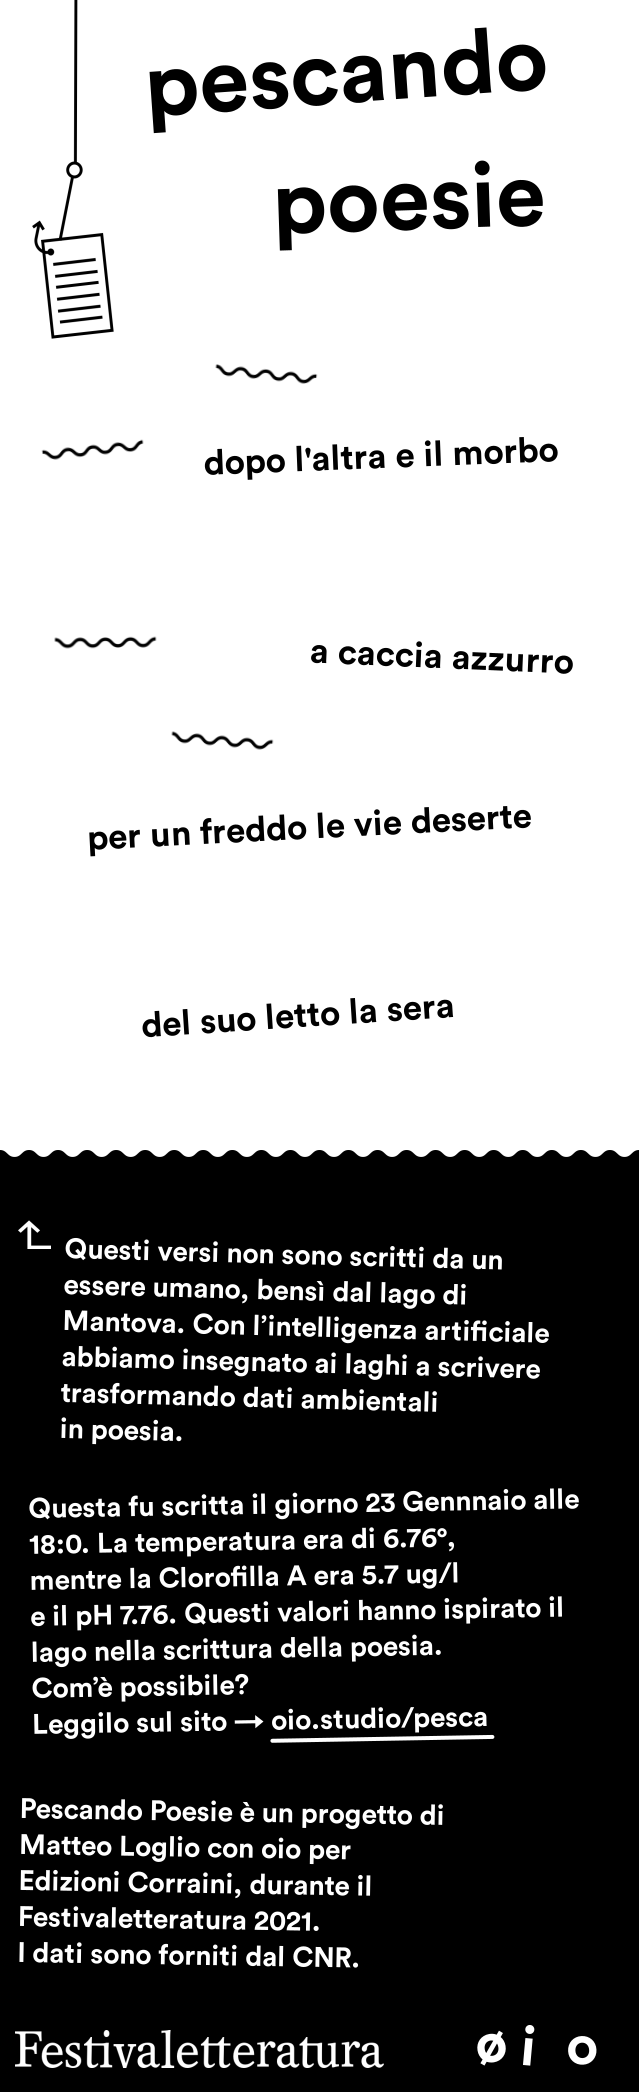 pescando
poesie
dopo l'altra e il morbo
a caccia azzurro
per un freddo le vie deserte
del suo letto la sera
Questi versi non sono scritti da un
essere umano, bensì dal lago di
Mantova. Con l’intelligenza artificiale
abbiamo insegnato ai laghi a scrivere
trasformando dati ambientali
in poesia.
Questa fu scritta il giorno 23 Gennnaio alle
18:0. La temperatura era di 6.76°,
mentre la Clorofilla A era 5.7 ug/l
e il pH 7.76. Questi valori hanno ispirato il
lago nella scrittura della poesia.
Com’è possibile?
Leggilo sul sito → oio.studio/pesca
Pescando Poesie è un progetto di
Matteo Loglio con oio per
Edizioni Corraini, durante il
Festivaletteratura 2021.
I dati sono forniti dal CNR.
Festivaletteratura øi o